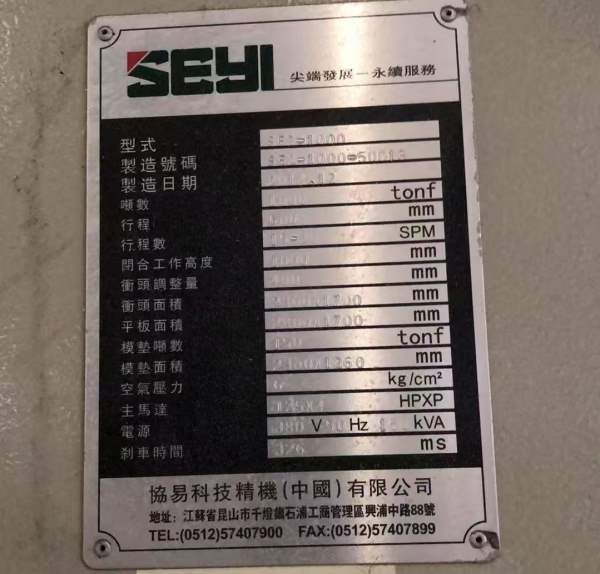 SEYI 尖端發展—永續服務
型式
製造號碼
製造日期
噸數 tonf
行程 mm
行程數 SPM
閉合工作高度 mm
衝頭調整量 mm
衝頭面積 mm
平板面積 mm
模墊噸數 tonf
模墊面積 mm
空氣壓力 kg/cm²
主馬達 HPXP
電源 V Hz kVA
刹車時間 ms
協易科技精機(中國)有限公司
地址: 江蘇省昆山市千燈鎮石浦工商管理區興浦中路88號
TEL:(0512)57407900 FAX:(0512)57407899